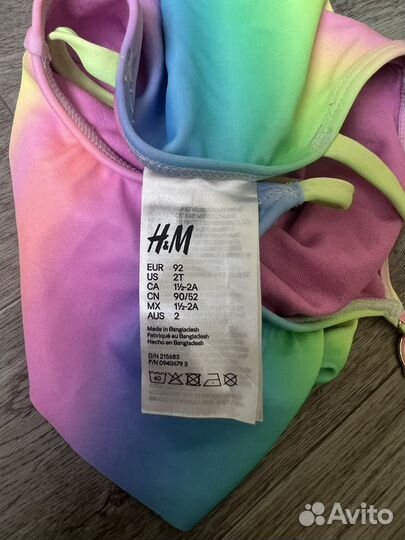 H&M
EUR 92
US 2T
CA 1½-2A
CN 90/52
MX 1½-2A
AUS 2
Made in Bangladesh
Fabriqué au Bangladesh
Hecho en Bangladesh
O/N 215683
P/N 0940679 3
40
Avito